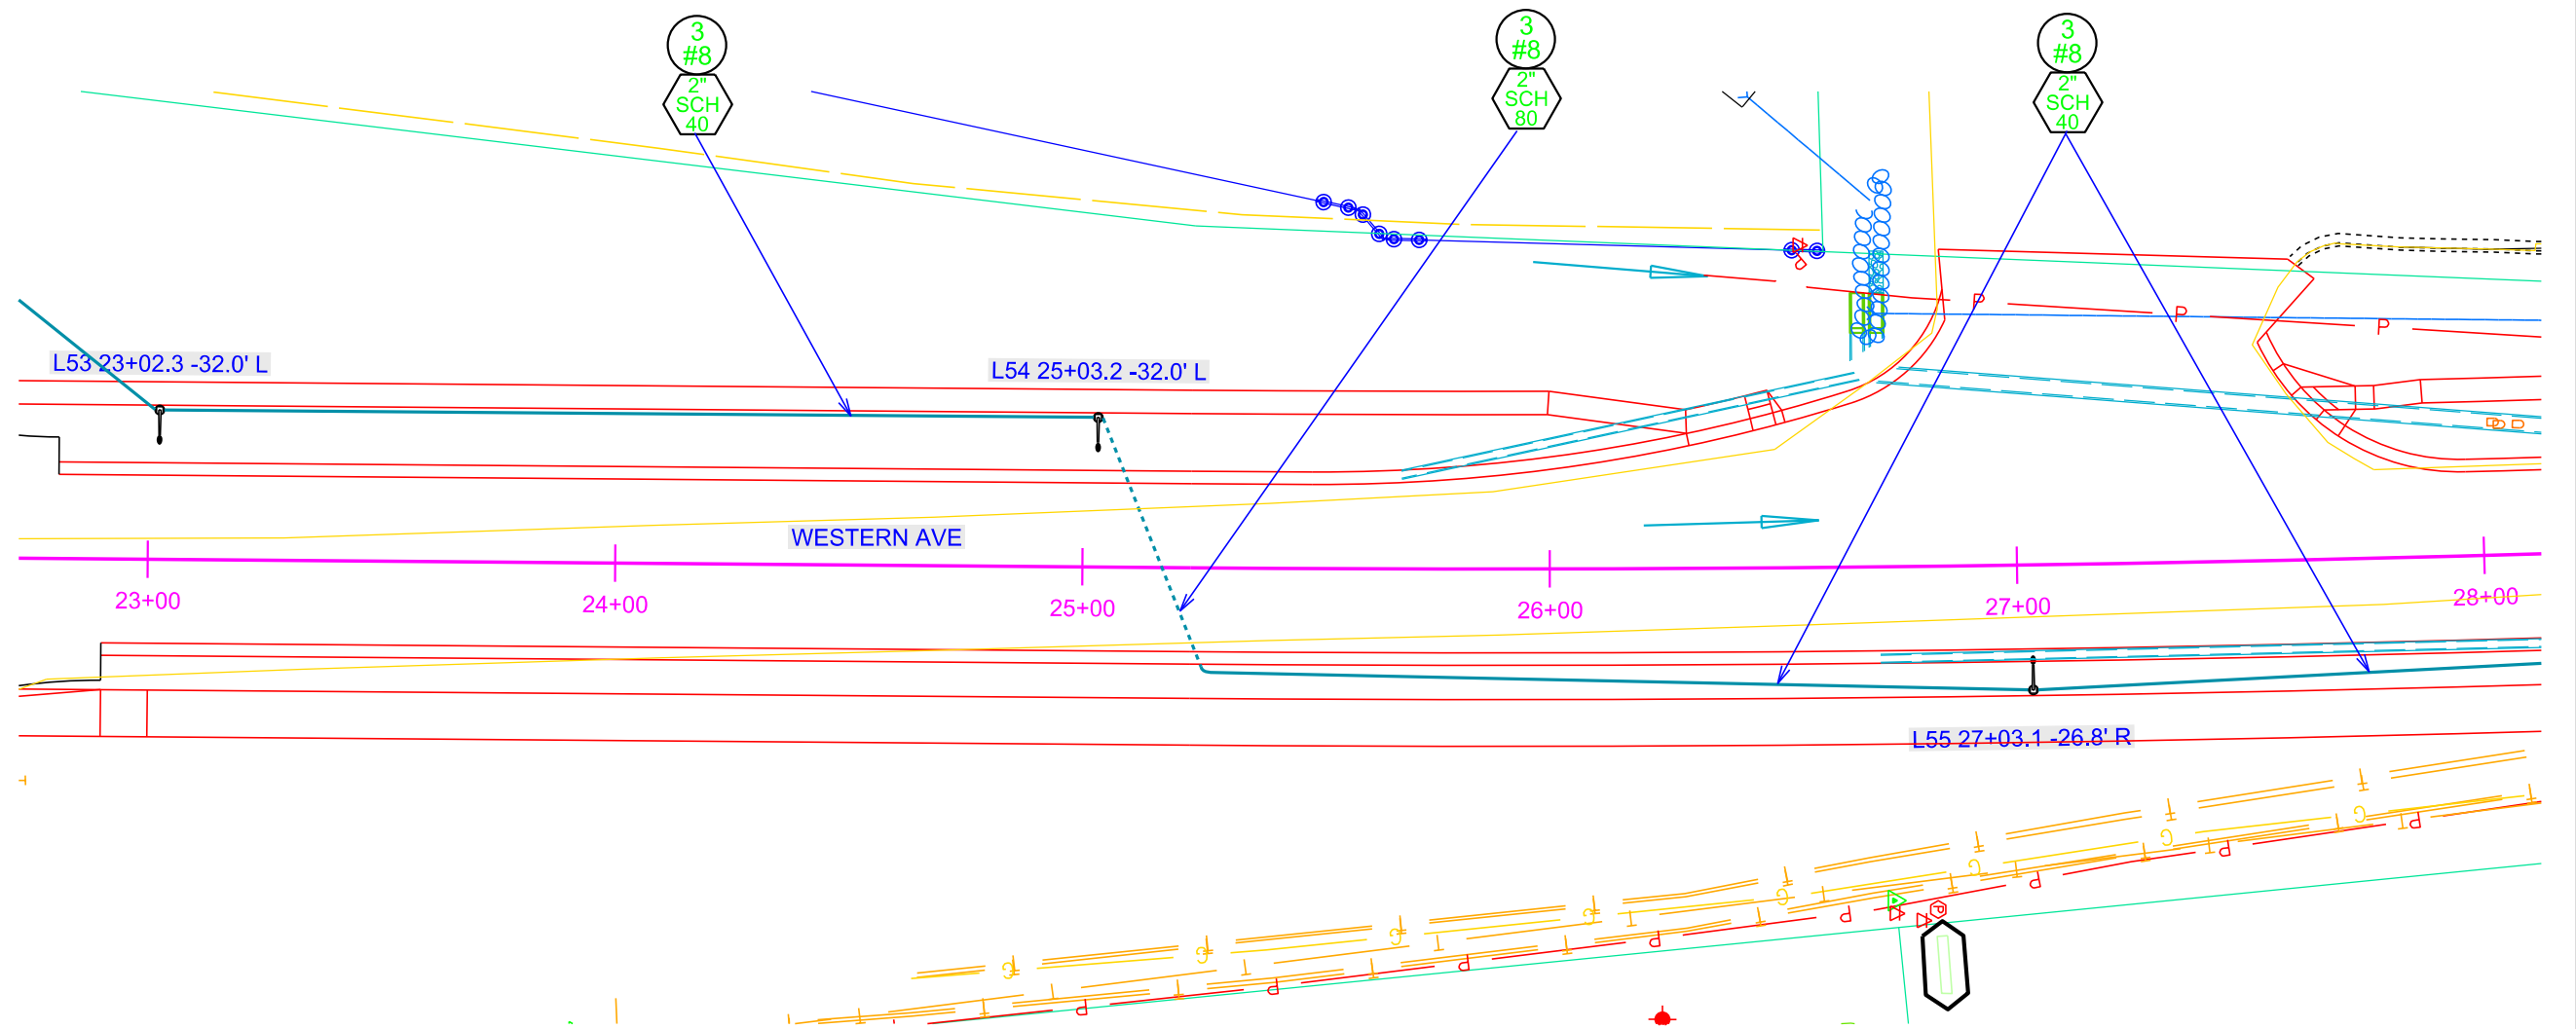 3
#8
2"
SCH
40
3
#8
2"
SCH
80
3
#8
2"
SCH
40
L53 23+02.3 -32.0' L
L54 25+03.2 -32.0' L
P
P
P
WESTERN AVE
23+00
24+00
25+00
26+00
27+00
28+00
L55 27+03.1 -26.8' R